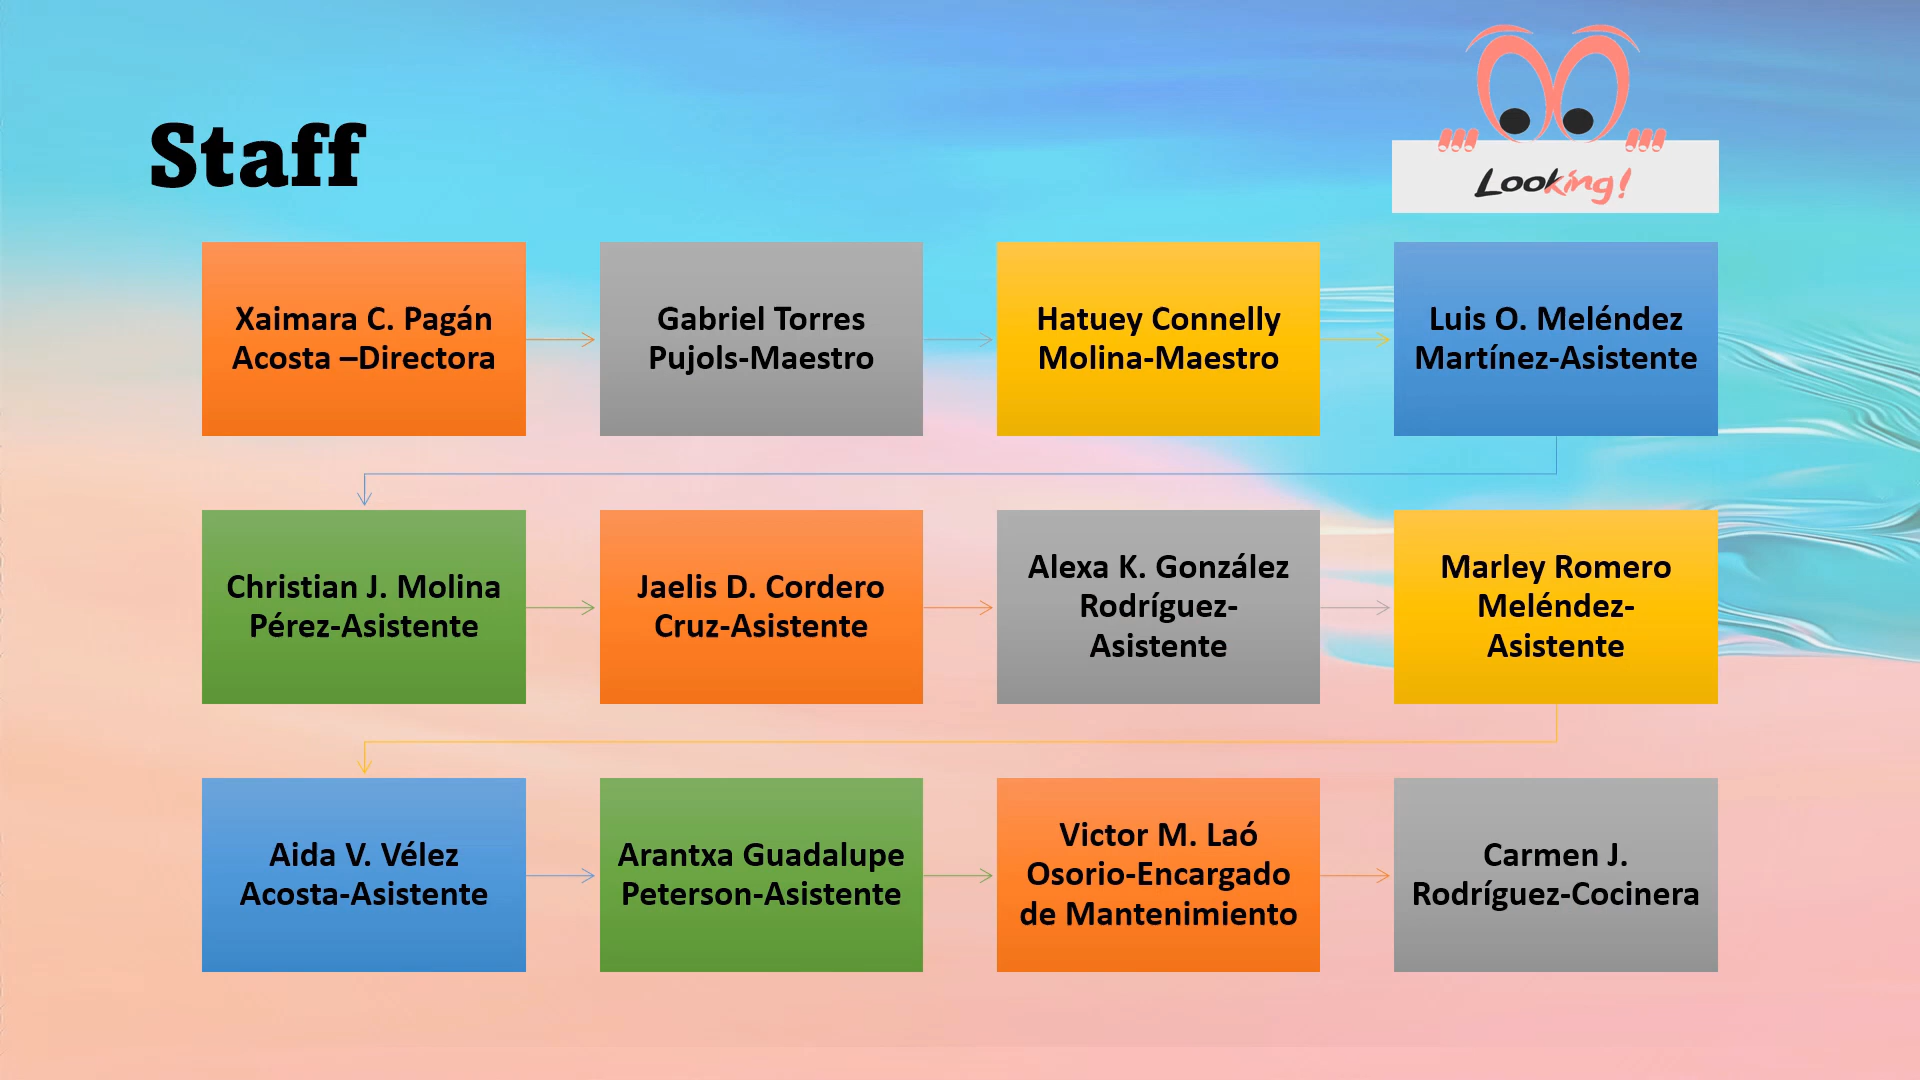 Staff
Looking!
Xaimara C. Pagán
Acosta –Directora
Gabriel Torres
Pujols-Maestro
Hatuey Connelly
Molina-Maestro
Luis O. Meléndez
Martínez-Asistente
Christian J. Molina
Pérez-Asistente
Jaelis D. Cordero
Cruz-Asistente
Alexa K. González
Rodríguez-
Asistente
Marley Romero
Meléndez-
Asistente
Aida V. Vélez
Acosta-Asistente
Arantxa Guadalupe
Peterson-Asistente
Victor M. Laó
Osorio-Encargado
de Mantenimiento
Carmen J.
Rodríguez-Cocinera